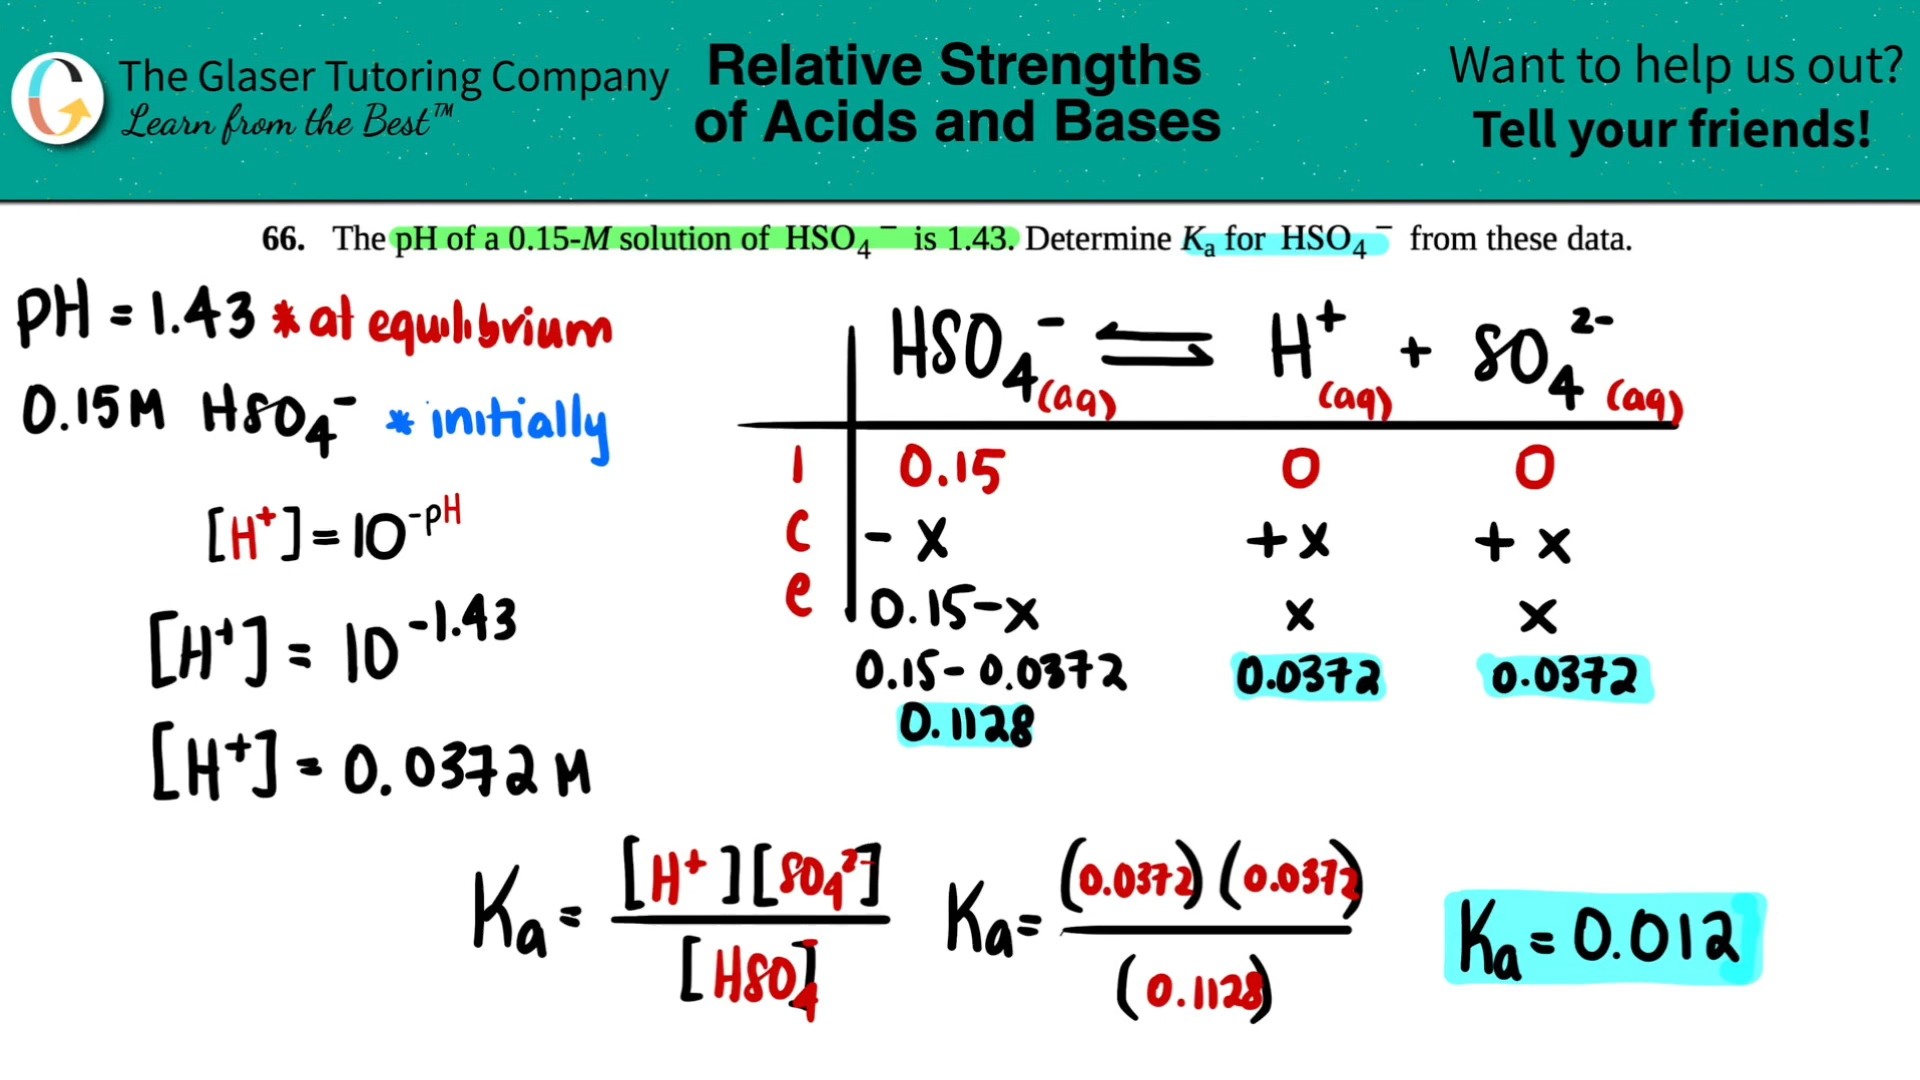 The Glaser Tutoring Company
Learn from the Best™
Relative Strengths
of Acids and Bases
Want to help us out?
Tell your friends!
66. The pH of a 0.15-M solution of HSO₄⁻ is 1.43. Determine Kₐ for HSO₄⁻ from these data.
pH = 1.43 * at equilibrium
0.15M HSO₄⁻ * initially
[H⁺] = 10^-pH
[H⁺] = 10^-1.43
[H⁺] = 0.0372 M
HSO₄⁻(aq) ⇌ H⁺(aq) + SO₄²⁻(aq)
I 0.15 0 0
C - x + x + x
e 0.15-x x x
0.15-0.0372 0.0372 0.0372
0.1128
Ka = [H⁺][SO₄²⁻] / [HSO₄]
Ka = (0.0372)(0.0372) / (0.1128)
Ka = 0.012